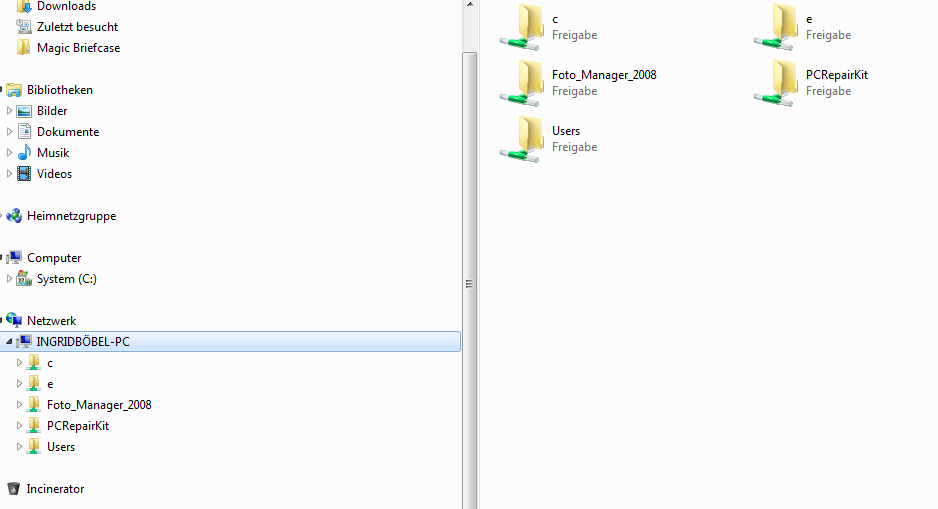 Downloads
Zuletzt besucht
Magic Briefcase
Bibliotheken
Bilder
Dokumente
Musik
Videos
Heimnetzgruppe
Computer
System (C:)
Netzwerk
INGRIDBÖBEL-PC
c
e
Foto_Manager_2008
PCRepairKit
Users
Incinerator
c
Freigabe
e
Freigabe
Foto_Manager_2008
Freigabe
PCRepairKit
Freigabe
Users
Freigabe